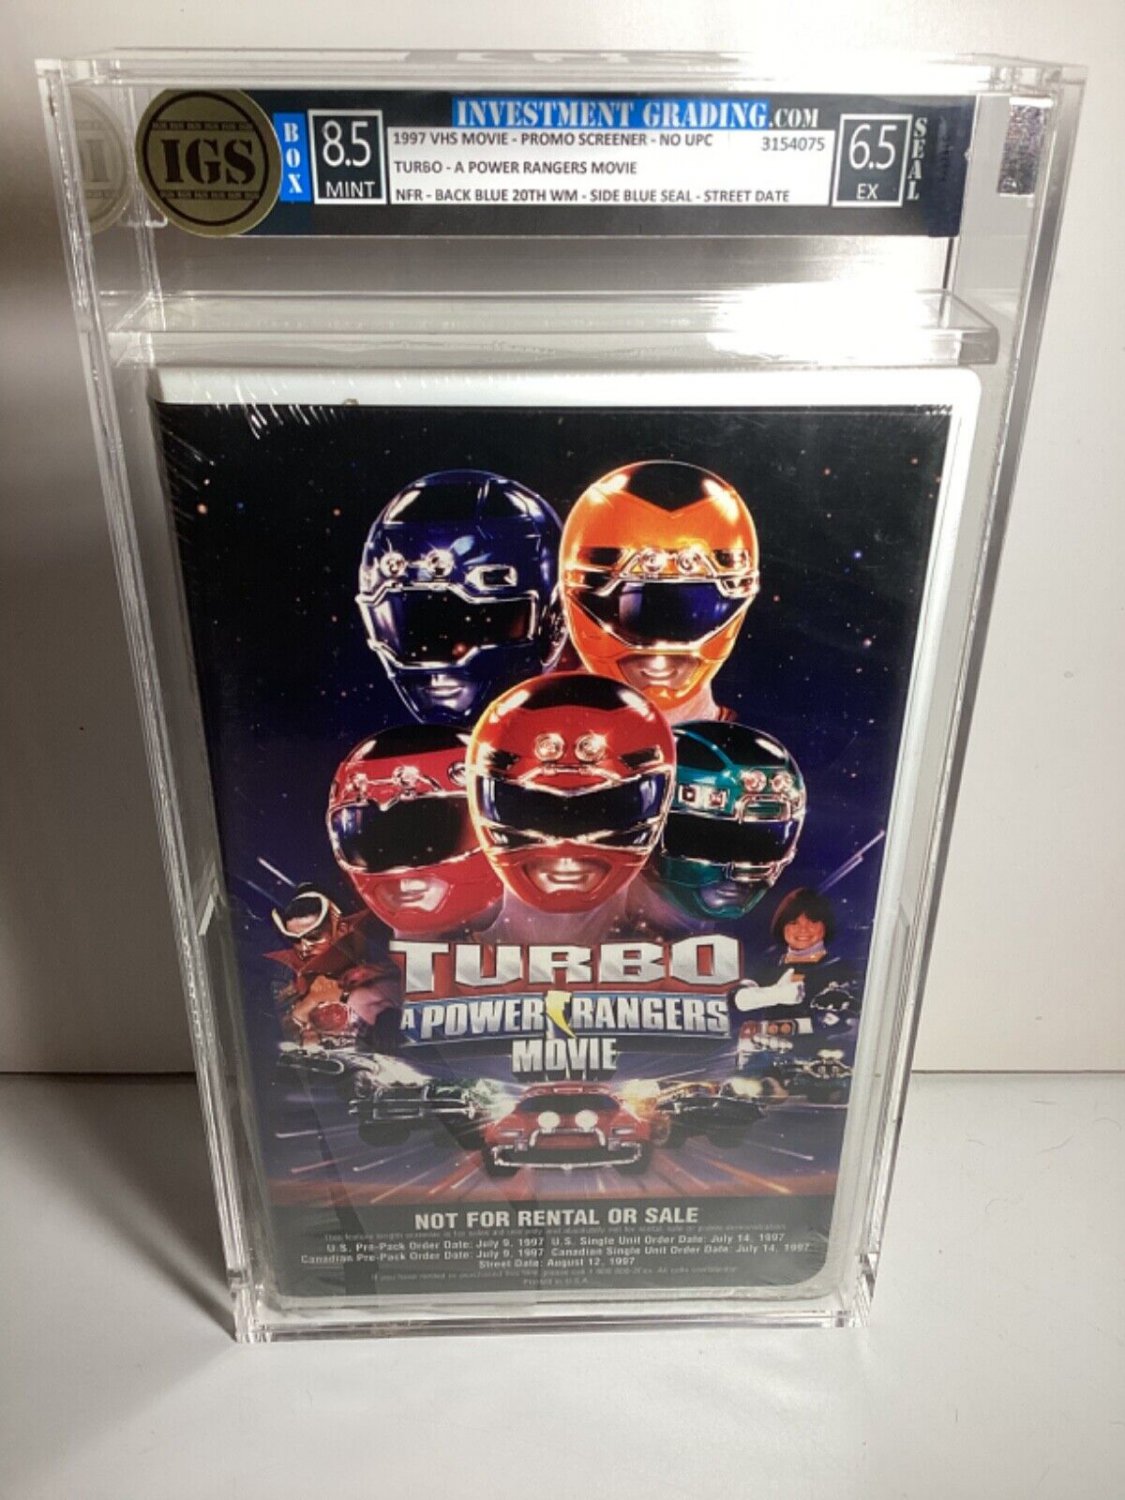 INVESTMENT GRADING.COM
IGS
BOX
8.5
MINT
1997 VHS MOVIE - PROMO SCREENER - NO UPC 3154075
TURBO - A POWER RANGERS MOVIE
NFR - BACK BLUE 20TH WM - SIDE BLUE SEAL - STREET DATE
6.5
EX
SEAL
TURBO
A POWER RANGERS
MOVIE
NOT FOR RENTAL OR SALE
U.S. Pre-Pack Order Date: July 9, 1997 U.S. Single Unit Order Date: July 14, 1997
Canadian Pre-Pack Order Date: July 9, 1997 Canadian Single Unit Order Date: July 14, 1997
Street Date: August 12, 1997
Printed in U.S.A.